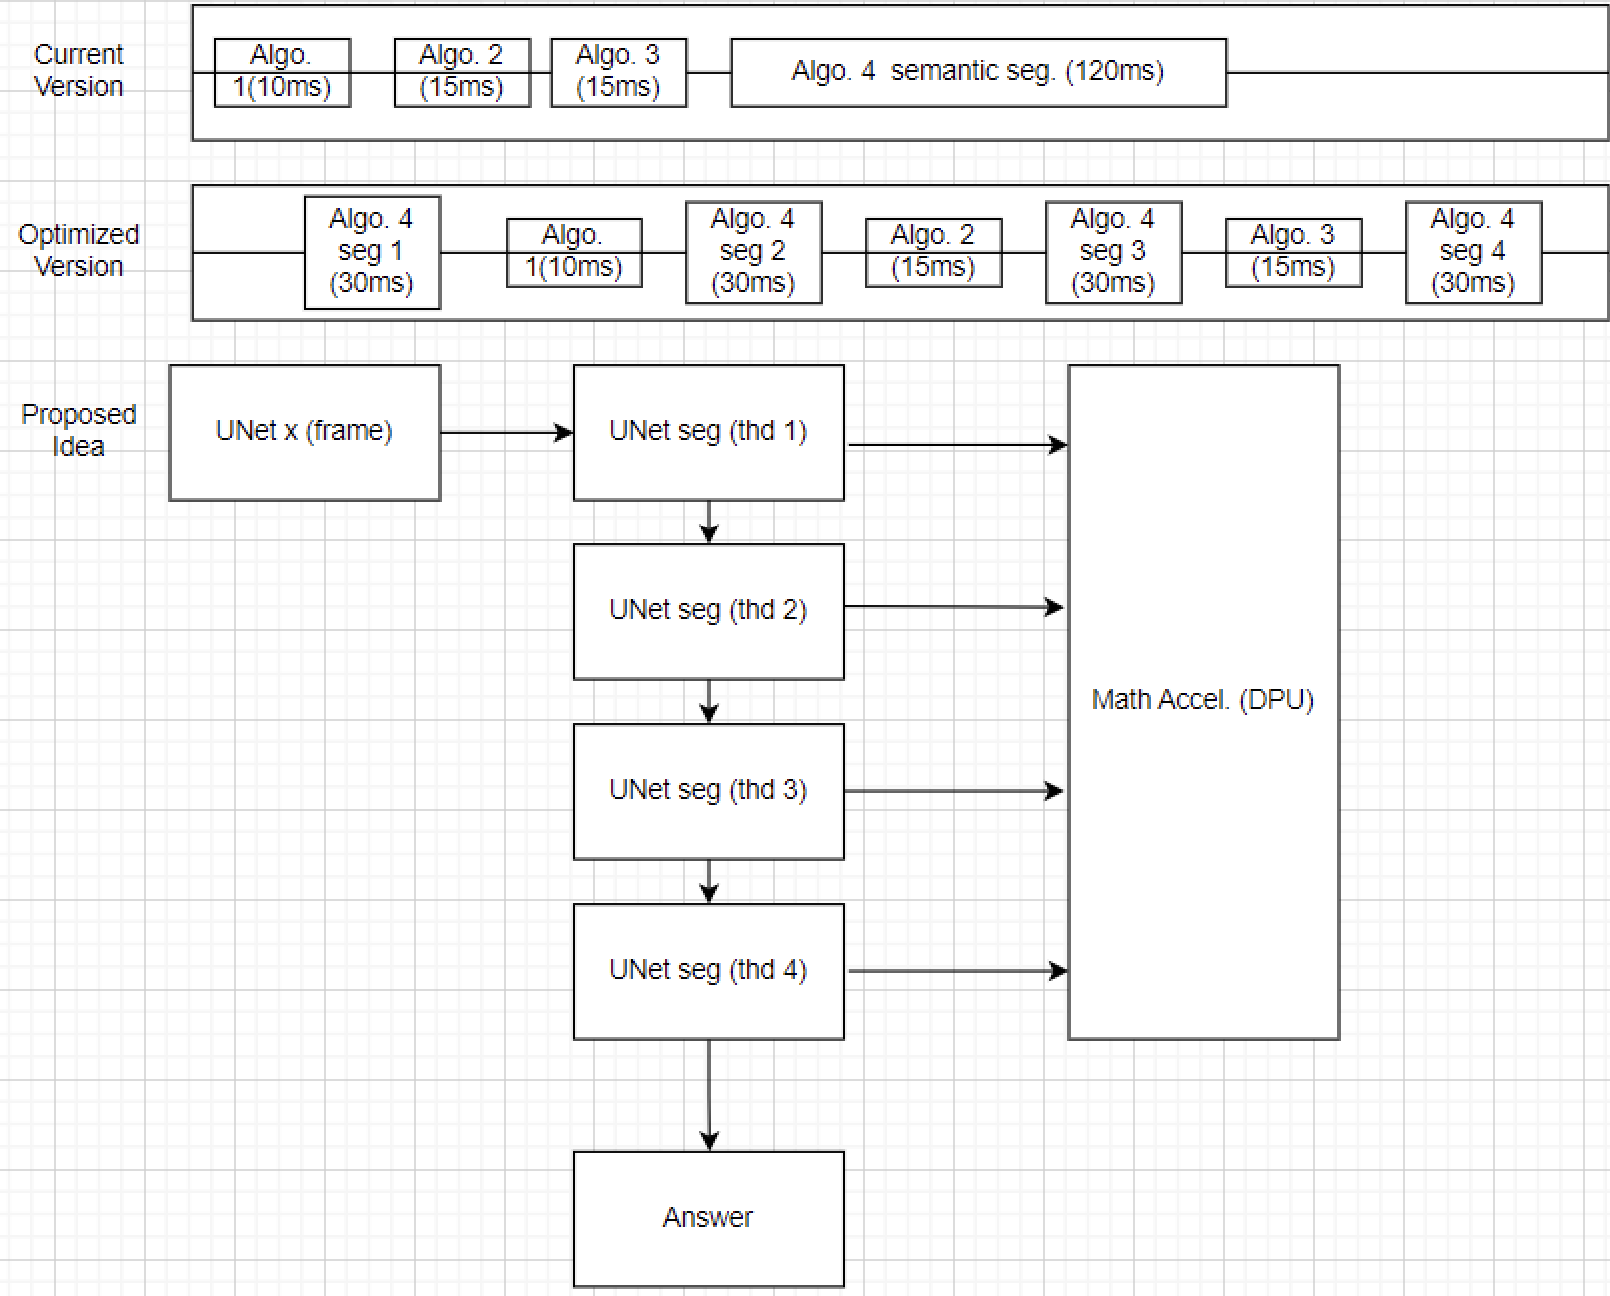 Current
Version
Algo.
1(10ms)
Algo. 2
(15ms)
Algo. 3
(15ms)
Algo. 4  semantic seg. (120ms)
Optimized
Version
Algo. 4
seg 1
(30ms)
Algo.
1(10ms)
Algo. 4
seg 2
(30ms)
Algo. 2
(15ms)
Algo. 4
seg 3
(30ms)
Algo. 3
(15ms)
Algo. 4
seg 4
(30ms)
Proposed
Idea
UNet x (frame)
UNet seg (thd 1)
UNet seg (thd 2)
UNet seg (thd 3)
UNet seg (thd 4)
Math Accel. (DPU)
Answer